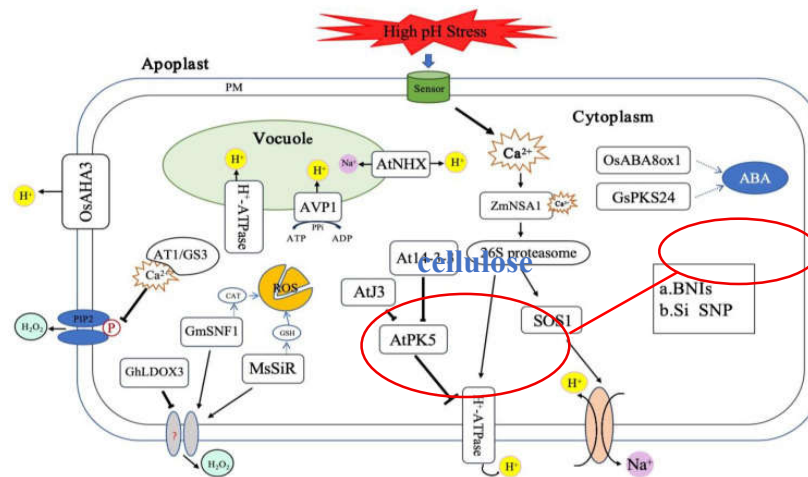 High pH Stress
Apoplast
PM
Sensor
Cytoplasm
Vocuole
H⁺
H⁺
Na⁺
AtNHX
H⁺
Ca²⁺
OsABA8ox1
ABA
OsAHA3
H⁺
H⁺-ATPase
AVP1
PPi
ATP
ADP
ZmNSA1
Ca²⁺
GsPKS24
AT1/GS3
Ca²⁺
ROS
At14-3-3
26S proteasome
cellulose
a.BNIs
b.Si SNP
CAT
AtJ3
PIP2
P
H₂O₂
GmSNF1
GSH
AtPK5
SOS1
GhLDOX3
MsSiR
H⁺-ATPase
H⁺
?
H₂O₂
H⁺
Na⁺